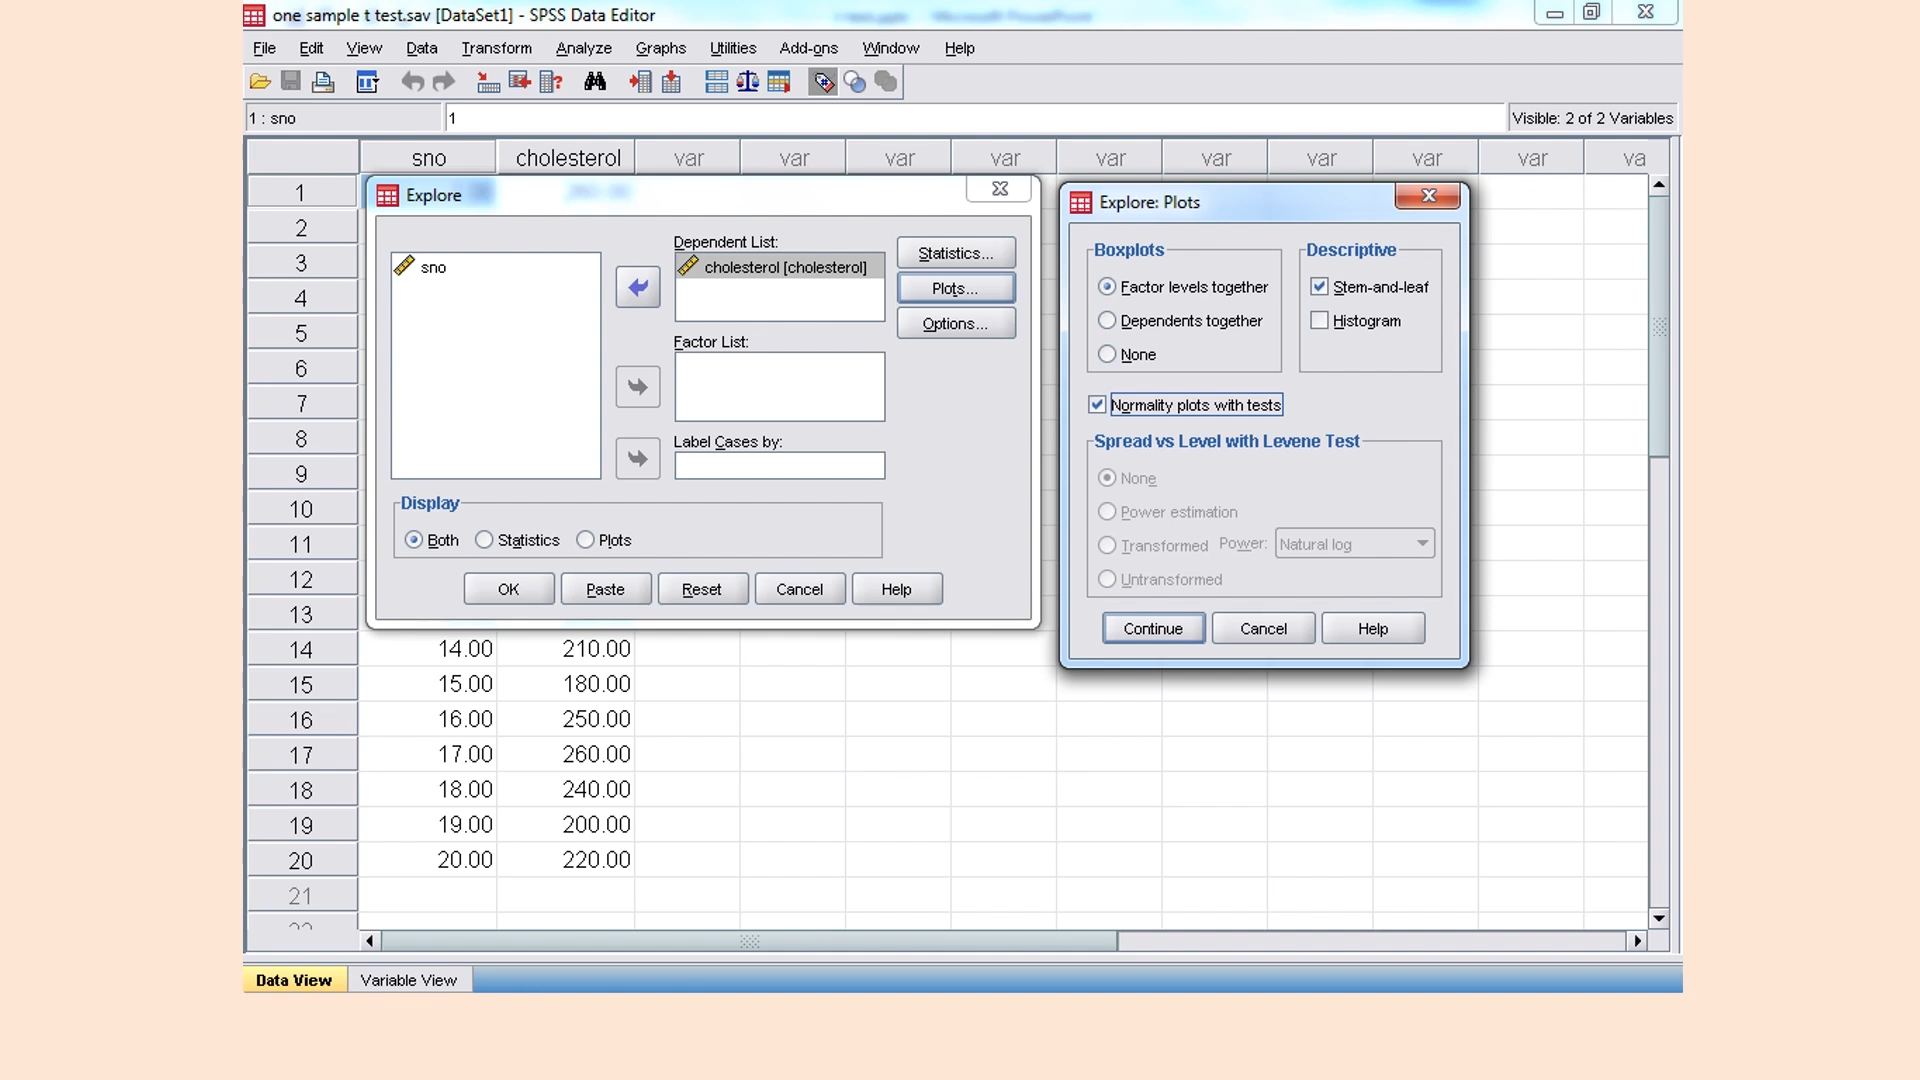 one sample t test.sav [DataSet1] - SPSS Data Editor
File Edit View Data Transform Analyze Graphs Utilities Add-ons Window Help
1 : sno 1 Visible: 2 of 2 Variables
sno cholesterol var var var var var var var var var va
1
2
3
4
5
6
7
8
9
10
11
12
13
14 14.00 210.00
15 15.00 180.00
16 16.00 250.00
17 17.00 260.00
18 18.00 240.00
19 19.00 200.00
20 20.00 220.00
21
Data View Variable View
Explore
sno
Dependent List:
cholesterol [cholesterol]
Factor List:
Label Cases by:
Statistics...
Plots...
Options...
Display
Both Statistics Plots
OK Paste Reset Cancel Help
Explore: Plots
Boxplots
Factor levels together
Dependents together
None
Descriptive
Stem-and-leaf
Histogram
Normality plots with tests
Spread vs Level with Levene Test
None
Power estimation
Transformed Power: Natural log
Untransformed
Continue Cancel Help